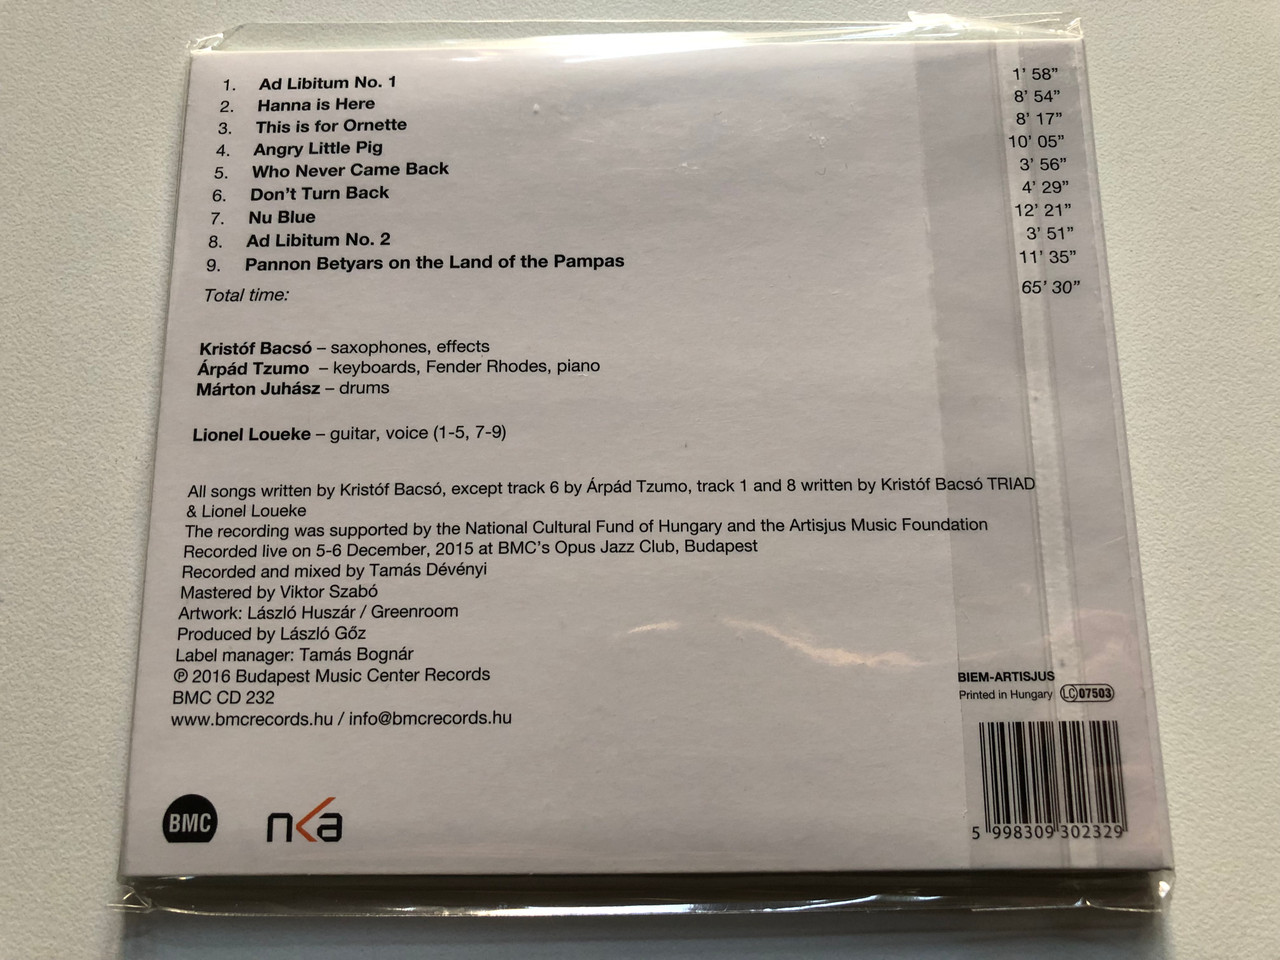 1. Ad Libitum No. 1 1’ 58”
2. Hanna is Here 8’ 54”
3. This is for Ornette 8’ 17”
4. Angry Little Pig 10’ 05”
5. Who Never Came Back 3’ 56”
6. Don’t Turn Back 4’ 29”
7. Nu Blue 12’ 21”
8. Ad Libitum No. 2 3’ 51”
9. Pannon Betyars on the Land of the Pampas 11’ 35”
Total time: 65’ 30”
Kristóf Bacsó – saxophones, effects
Árpád Tzumo – keyboards, Fender Rhodes, piano
Márton Juhász – drums
Lionel Loueke – guitar, voice (1-5, 7-9)
All songs written by Kristóf Bacsó, except track 6 by Árpád Tzumo, track 1 and 8 written by Kristóf Bacsó TRIAD
& Lionel Loueke
The recording was supported by the National Cultural Fund of Hungary and the Artisjus Music Foundation
Recorded live on 5-6 December, 2015 at BMC’s Opus Jazz Club, Budapest
Recorded and mixed by Tamás Dévényi
Mastered by Viktor Szabó
Artwork: László Huszár / Greenroom
Produced by László Gőz
Label manager: Tamás Bognár
℗ 2016 Budapest Music Center Records
BMC CD 232
www.bmcrecords.hu / info@bmcrecords.hu
BIEM-ARTISJUS
Printed in Hungary LC 07503
BMC nka
5 998309 302329